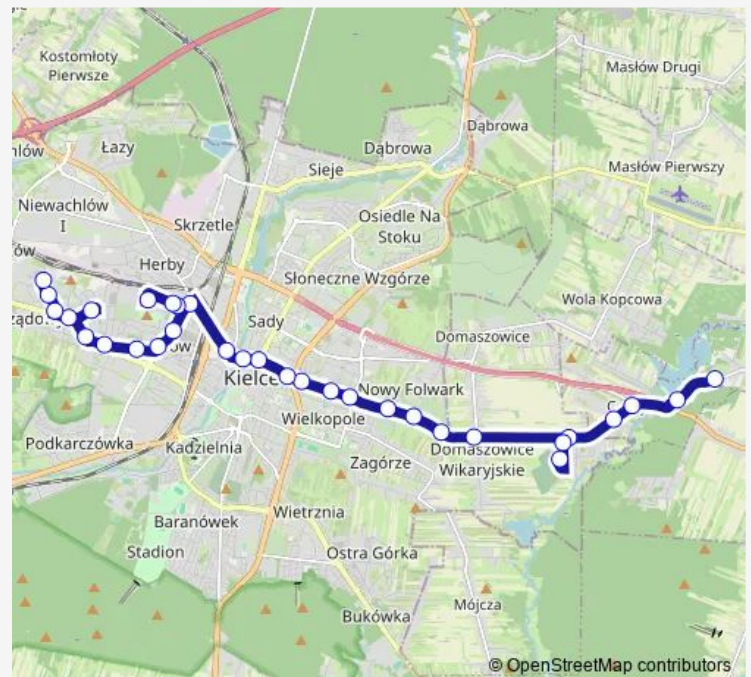 Kostomłoty
Pierwsze
Masłów Drugi
Dąbrowa
Dąbrowa
Łazy
Sieje
Masłów Pierwszy
Niewachlów
I
Osiedle Na
Stoku
Skrzetle
Herby
Słoneczne Wzgórze
Wola Kopcowa
Sady
Domaszowice
Kielce
Nowy Folwark
Wielkopole
Podkarczówka
Kadzielnia
Domaszowice
Wikaryjskie
Zagórze
Wietrznia
Baranówek
Stadion
Ostra Górka
Mójcza
Bukówka
© OpenStreetMap contributors